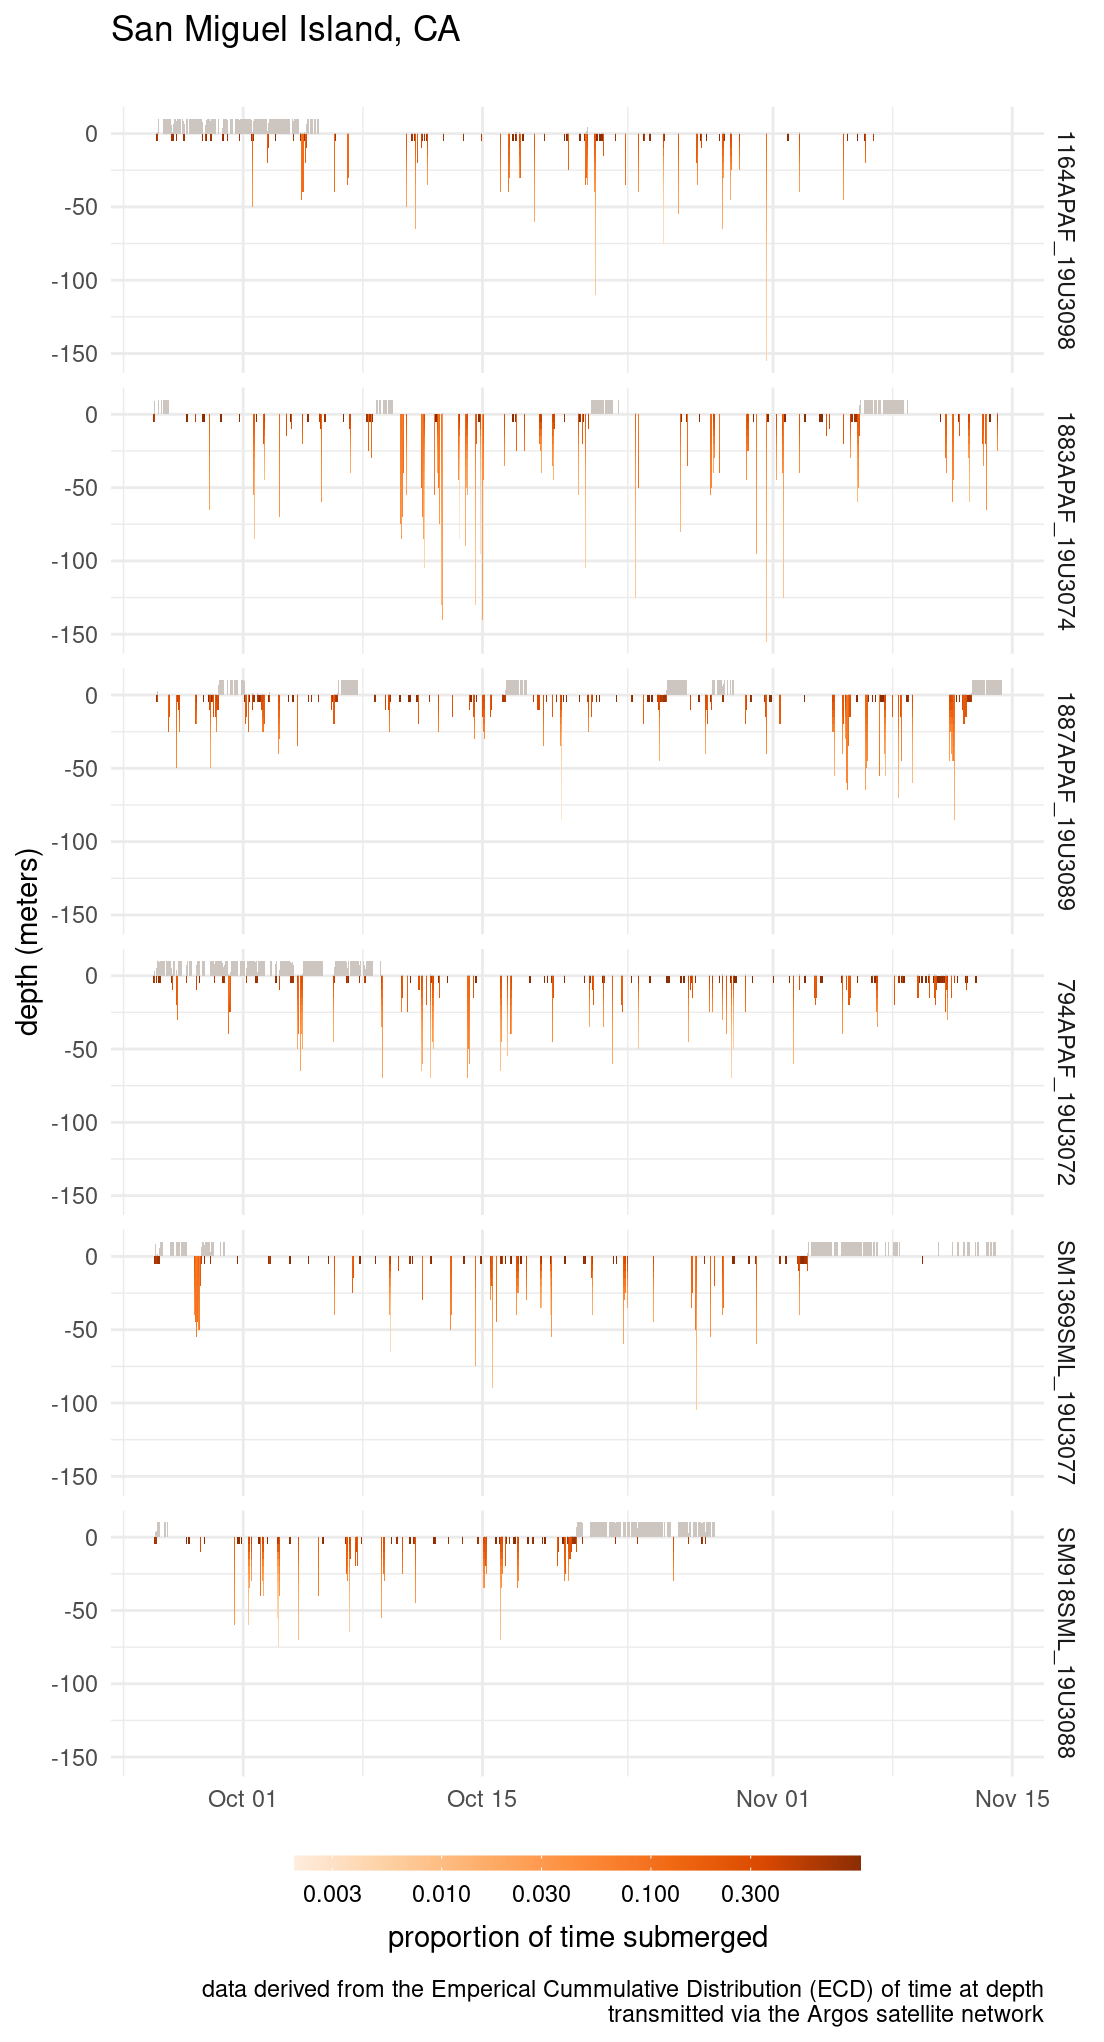 San Miguel Island, CA
depth (meters)
0
-50
-100
-150
1164APAF_19U3098
0
-50
-100
-150
1883APAF_19U3074
0
-50
-100
-150
1887APAF_19U3089
0
-50
-100
-150
794APAF_19U3072
0
-50
-100
-150
SM1369SML_19U3077
0
-50
-100
-150
SM918SML_19U3088
Oct 01 Oct 15 Nov 01 Nov 15
0.003 0.010 0.030 0.100 0.300
proportion of time submerged
data derived from the Emperical Cummulative Distribution (ECD) of time at depth
transmitted via the Argos satellite network